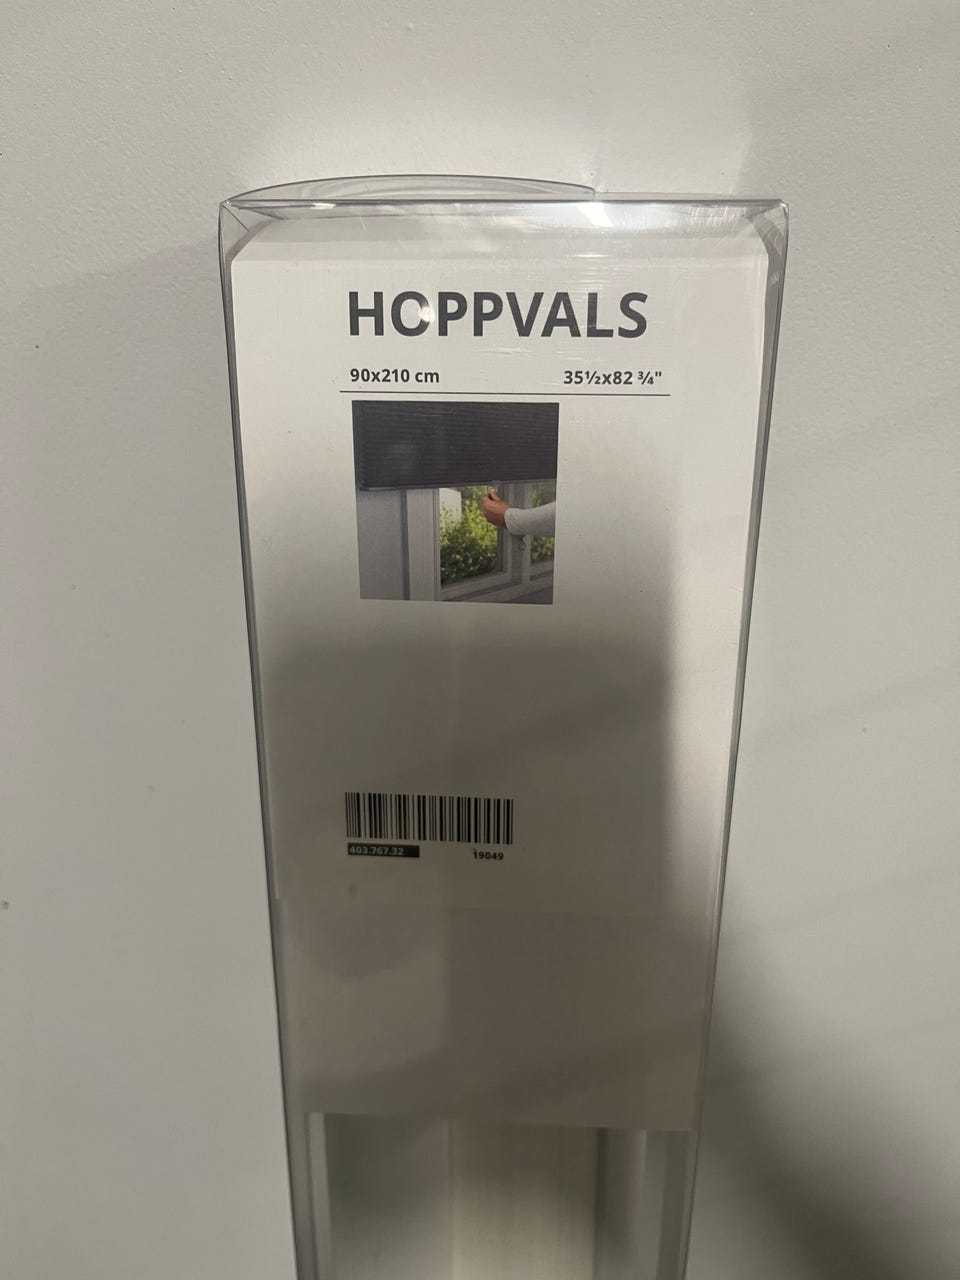 HOPPVALS
90x210 cm 35½x82 ¾"
403.767.32 19049